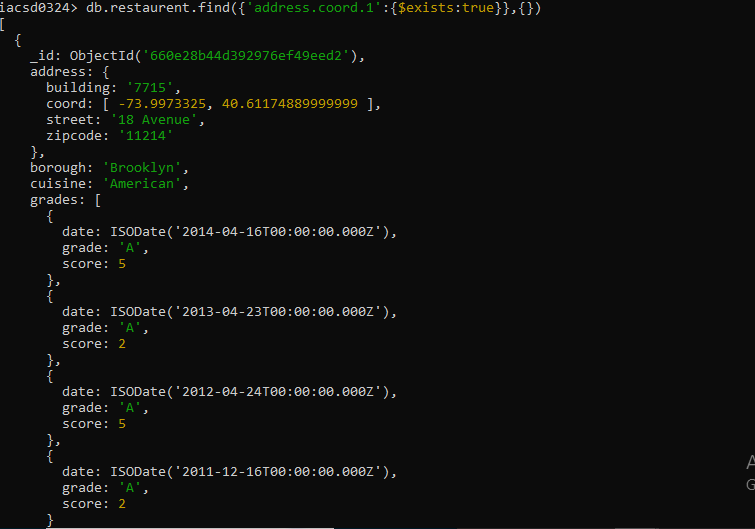 iacsd0324> db.restaurent.find({'address.coord.1':{$exists:true}},{})
[
  {
    _id: ObjectId('660e28b44d392976ef49eed2'),
    address: {
      building: '7715',
      coord: [ -73.9973325, 40.61174889999999 ],
      street: '18 Avenue',
      zipcode: '11214'
    },
    borough: 'Brooklyn',
    cuisine: 'American',
    grades: [
      {
        date: ISODate('2014-04-16T00:00:00.000Z'),
        grade: 'A',
        score: 5
      },
      {
        date: ISODate('2013-04-23T00:00:00.000Z'),
        grade: 'A',
        score: 2
      },
      {
        date: ISODate('2012-04-24T00:00:00.000Z'),
        grade: 'A',
        score: 5
      },
      {
        date: ISODate('2011-12-16T00:00:00.000Z'),
        grade: 'A',
        score: 2
      }